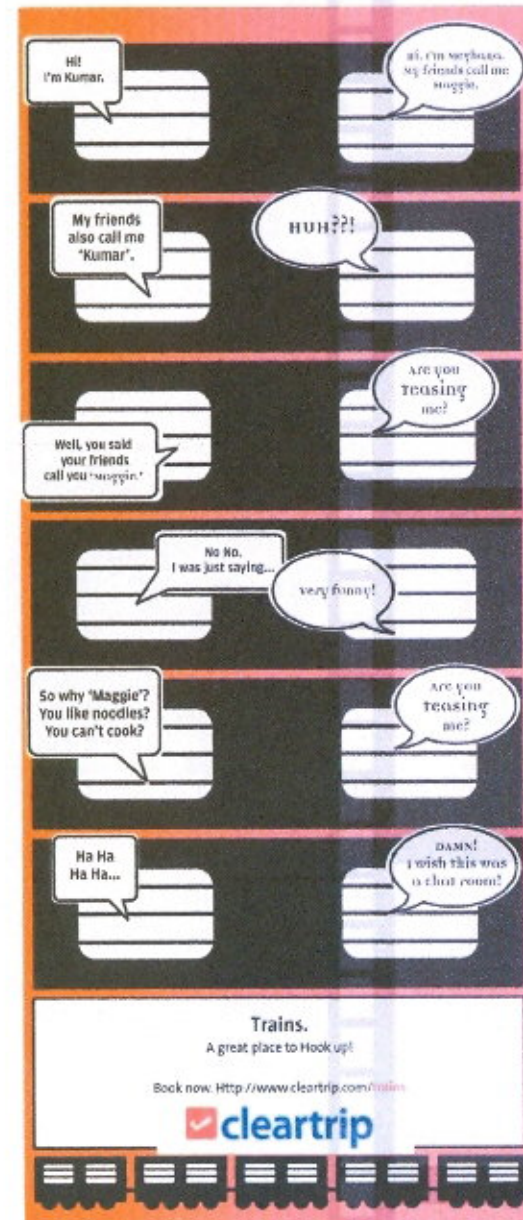 Hi!
I'm Kumar.
Hi, I'm Meghana.
My friends call me
Maggie.
My friends
also call me
'Kumar'.
HUH??!
Are you
teasing
me?
Well, you said
your friends
call you 'Maggie.'
No No.
I was just saying...
very funny!
So why 'Maggie'?
You like noodles?
You can't cook?
Are you
teasing
me?
Ha Ha
Ha Ha...
DAMN!
I wish this was
a chat room!
Trains.
A great place to Hook up!
Book now. Http://www.cleartrip.com/trains
cleartrip